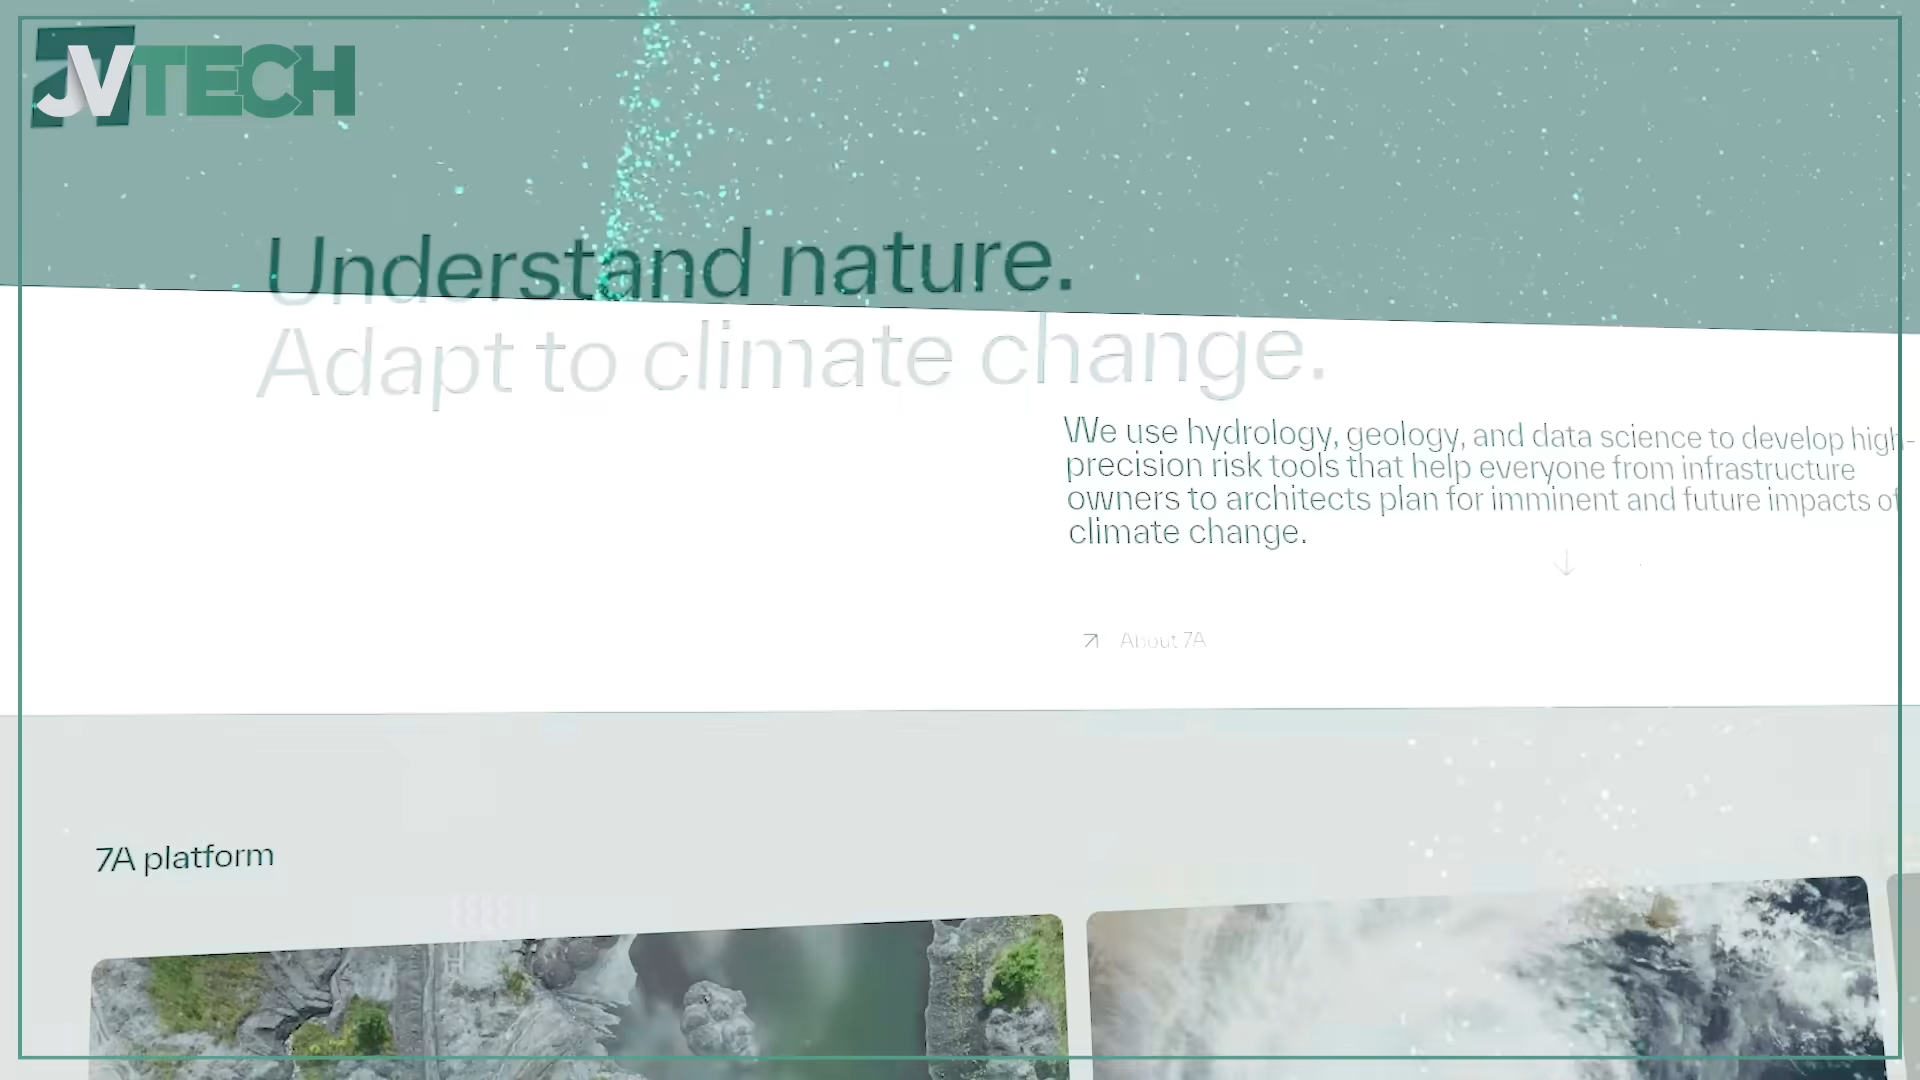 JVTECH
Understand nature.
Adapt to climate change.
We use hydrology, geology, and data science to develop high-
precision risk tools that help everyone from infrastructure
owners to architects plan for imminent and future impacts of
climate change.
About 7A
7A platform